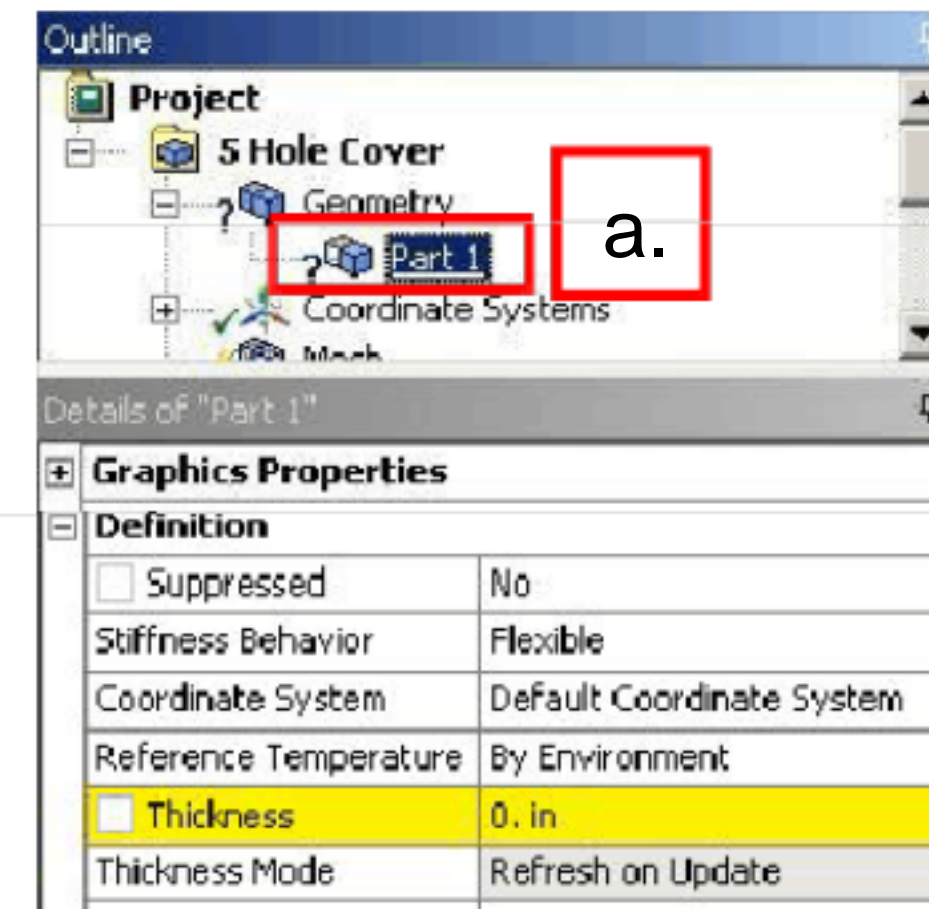 Outline
Project
5 Hole Cover
? Geometry
? Part 1
a.
Coordinate Systems
Mesh
Details of "Part 1"
Graphics Properties
Definition
Suppressed No
Stiffness Behavior Flexible
Coordinate System Default Coordinate System
Reference Temperature By Environment
Thickness 0. in
Thickness Mode Refresh on Update